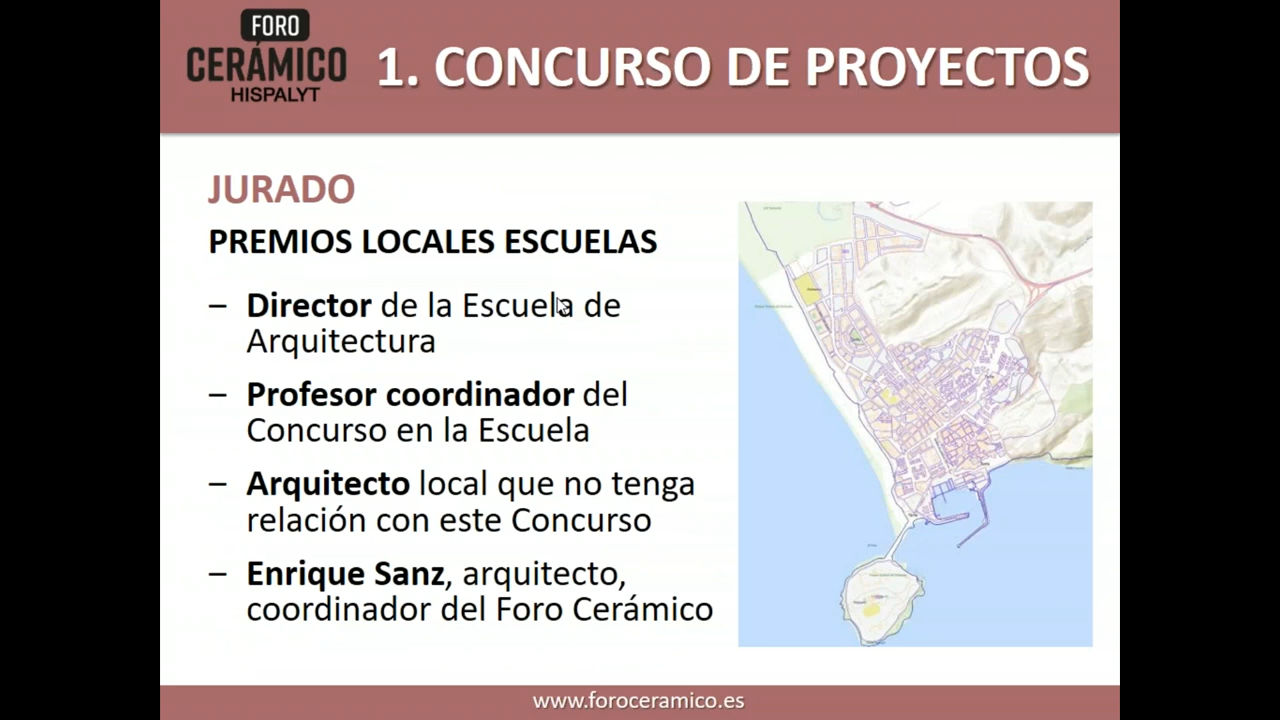 FORO
CERÁMICO
HISPALYT
1. CONCURSO DE PROYECTOS
JURADO
PREMIOS LOCALES ESCUELAS
– Director de la Escuela de
Arquitectura
– Profesor coordinador del
Concurso en la Escuela
– Arquitecto local que no tenga
relación con este Concurso
– Enrique Sanz, arquitecto,
coordinador del Foro Cerámico
www.foroceramico.es